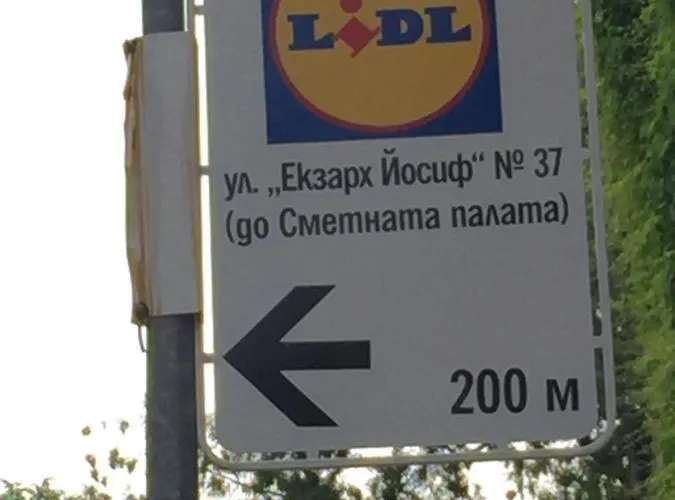 LIDL
ул. „Екзарх Йосиф“ № 37
(до Сметната палата)
200 м